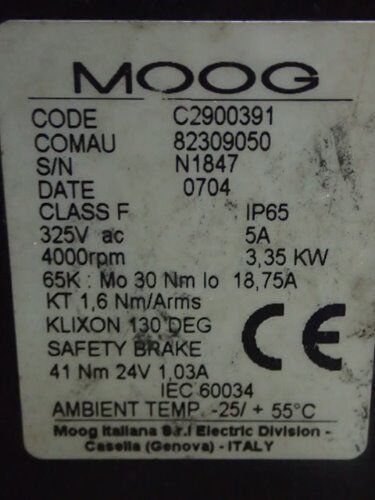 MOOG
CODE C2900391
COMAU 82309050
S/N N1847
DATE 0704
CLASS F IP65
325V ac 5A
4000rpm 3,35 KW
65K : Mo 30 Nm Io 18,75A
KT 1,6 Nm/Arms
KLIXON 130 DEG
SAFETY BRAKE
41 Nm 24V 1,03A
CE
IEC 60034
AMBIENT TEMP. -25/ + 55°C
Moog Italiana S.r.l Electric Division -
Casella (Genova) - ITALY